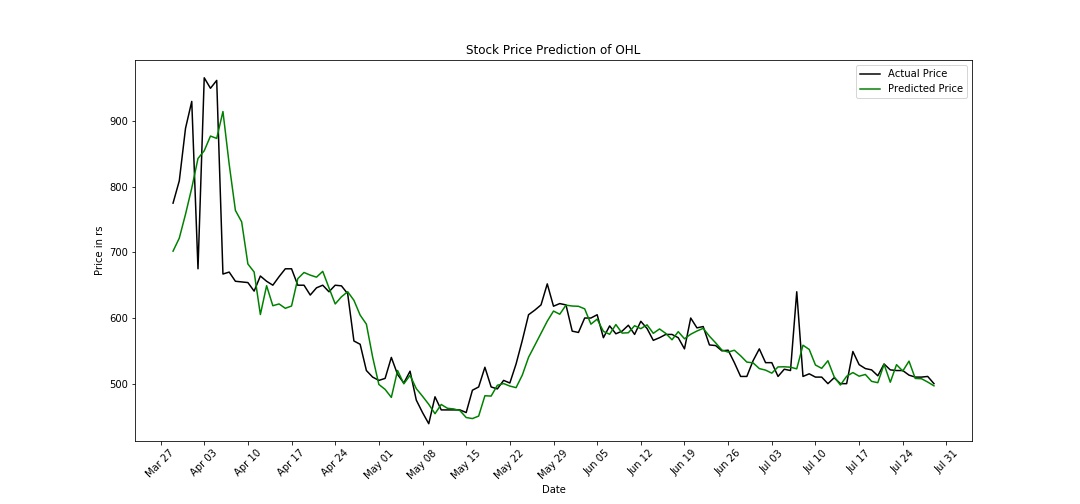 Stock Price Prediction of OHL
Actual Price
Predicted Price
Price in rs
900
800
700
600
500
Mar 27
Apr 03
Apr 10
Apr 17
Apr 24
May 01
May 08
May 15
May 22
May 29
Jun 05
Jun 12
Jun 19
Jun 26
Jul 03
Jul 10
Jul 17
Jul 24
Jul 31
Date